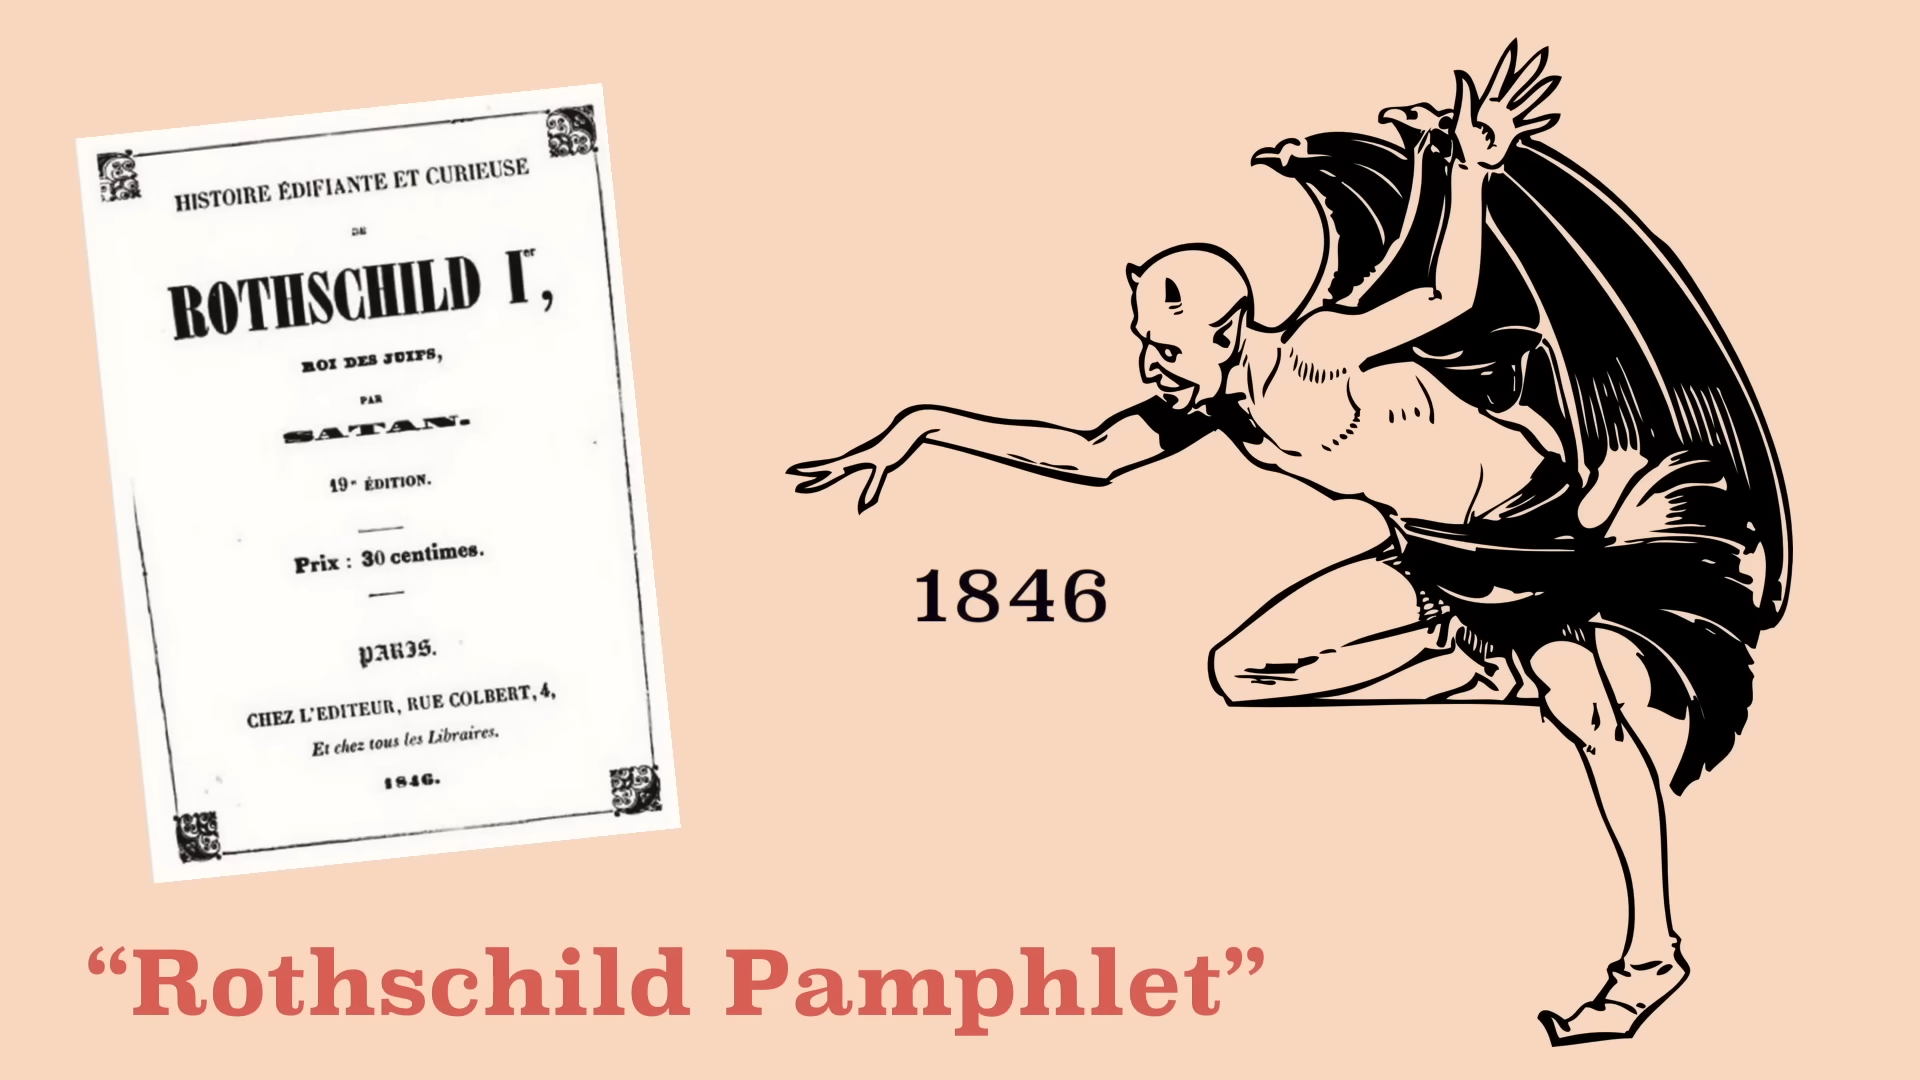 HISTOIRE ÉDIFIANTE ET CURIEUSE
DE
ROTHSCHILD Ier,
ROI DES JUIFS,
PAR
SATAN.
19e ÉDITION.
Prix : 30 centimes.
PARIS.
CHEZ L'EDITEUR, RUE COLBERT, 4,
Et chez tous les Libraires.
1846.
1846
“Rothschild Pamphlet”